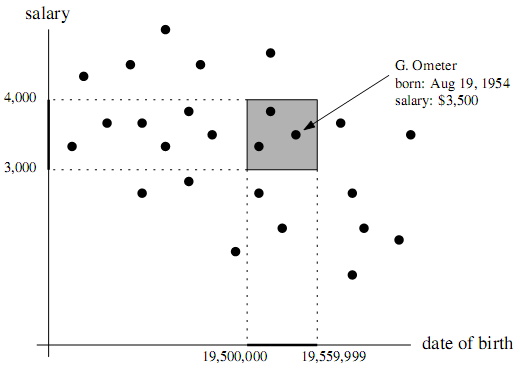 salary
G. Ometer
born: Aug 19, 1954
salary: $3,500
4,000
3,000
date of birth
19,500,000 19,559,999